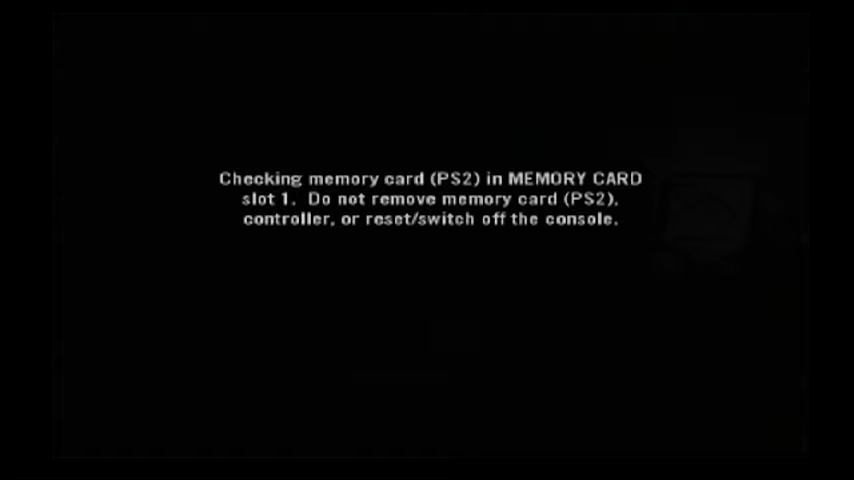 Checking memory card (PS2) in MEMORY CARD
slot 1. Do not remove memory card (PS2),
controller, or reset/switch off the console.